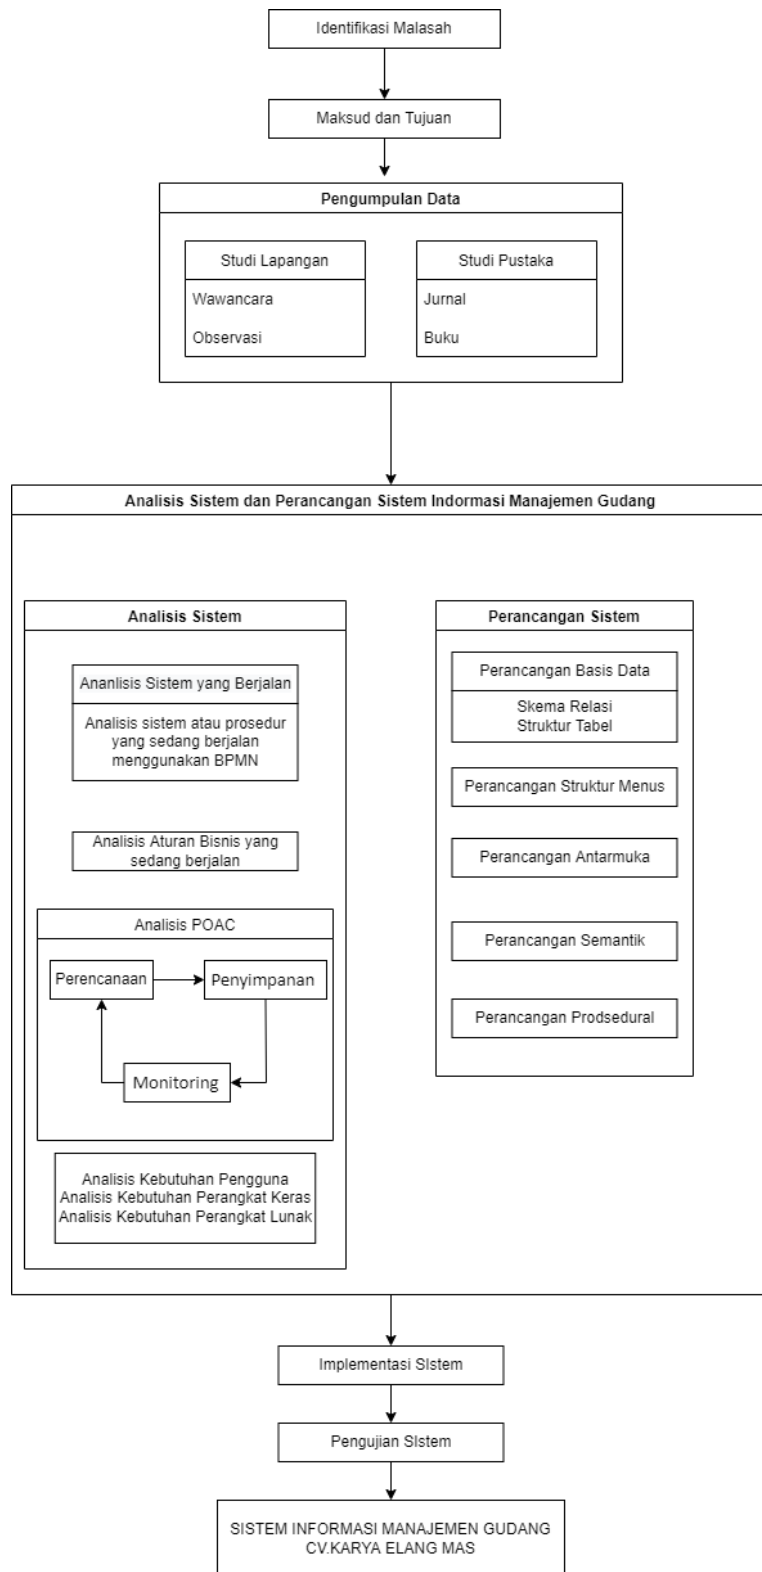 Identifikasi Malasah
Maksud dan Tujuan
Pengumpulan Data
Studi Lapangan
Wawancara
Observasi
Studi Pustaka
Jurnal
Buku
Analisis Sistem dan Perancangan Sistem Indormasi Manajemen Gudang
Analisis Sistem
Ananlisis Sistem yang Berjalan
Analisis sistem atau prosedur
yang sedang berjalan
menggunakan BPMN
Analisis Aturan Bisnis yang
sedang berjalan
Analisis POAC
Perencanaan
Penyimpanan
Monitoring
Analisis Kebutuhan Pengguna
Analisis Kebutuhan Perangkat Keras
Analisis Kebutuhan Perangkat Lunak
Perancangan Sistem
Perancangan Basis Data
Skema Relasi
Struktur Tabel
Perancangan Struktur Menus
Perancangan Antarmuka
Perancangan Semantik
Perancangan Prodsedural
Implementasi SIstem
Pengujian SIstem
SISTEM INFORMASI MANAJEMEN GUDANG
CV.KARYA ELANG MAS